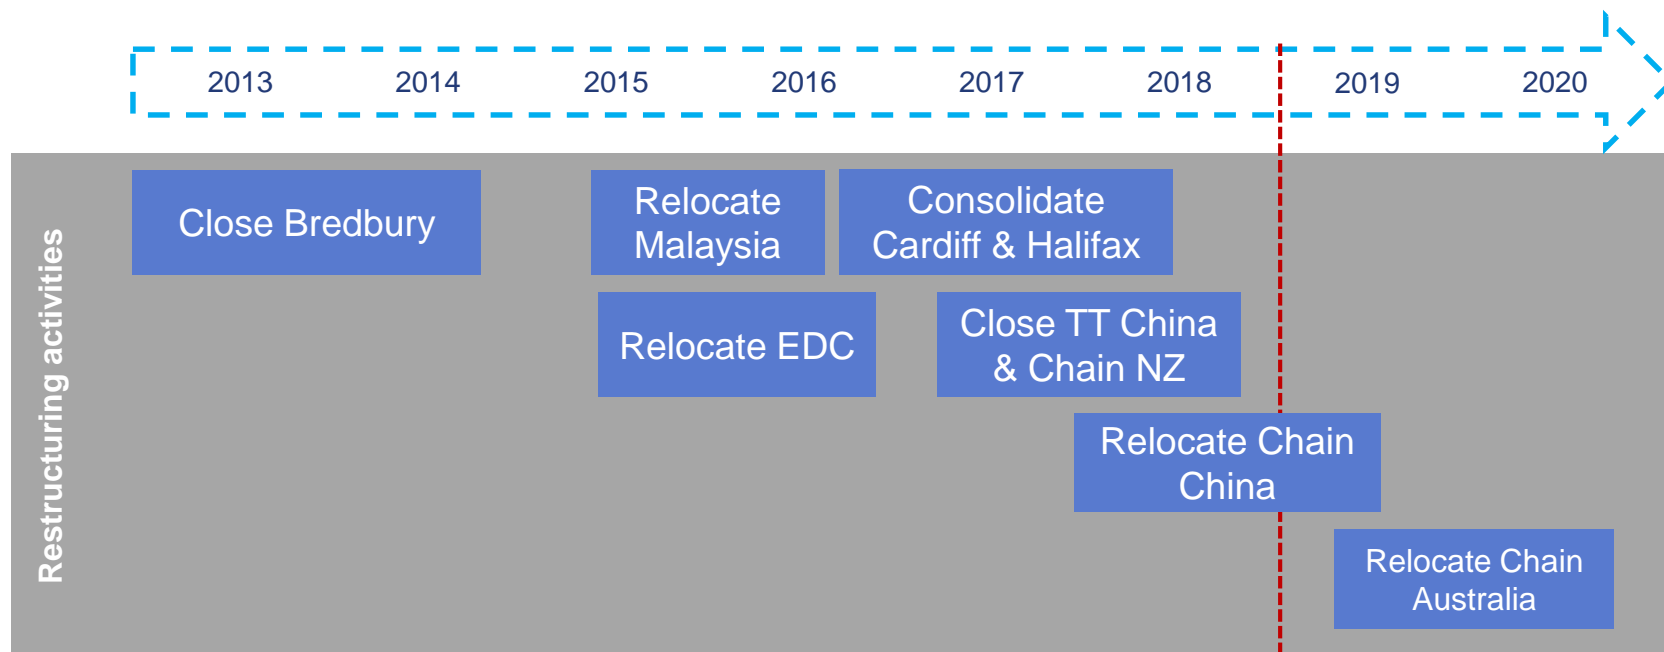 2013 2014 2015 2016 2017 2018 2019 2020
Restructuring activities
Close Bredbury
Relocate
Malaysia
Consolidate
Cardiff & Halifax
Relocate EDC
Close TT China
& Chain NZ
Relocate Chain
China
Relocate Chain
Australia